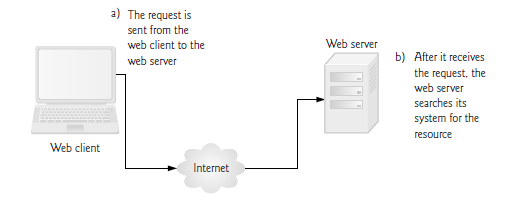 a) The request is
sent from the
web client to the
web server
Web server
b) After it receives
the request, the
web server
searches its
system for the
resource
Web client
Internet